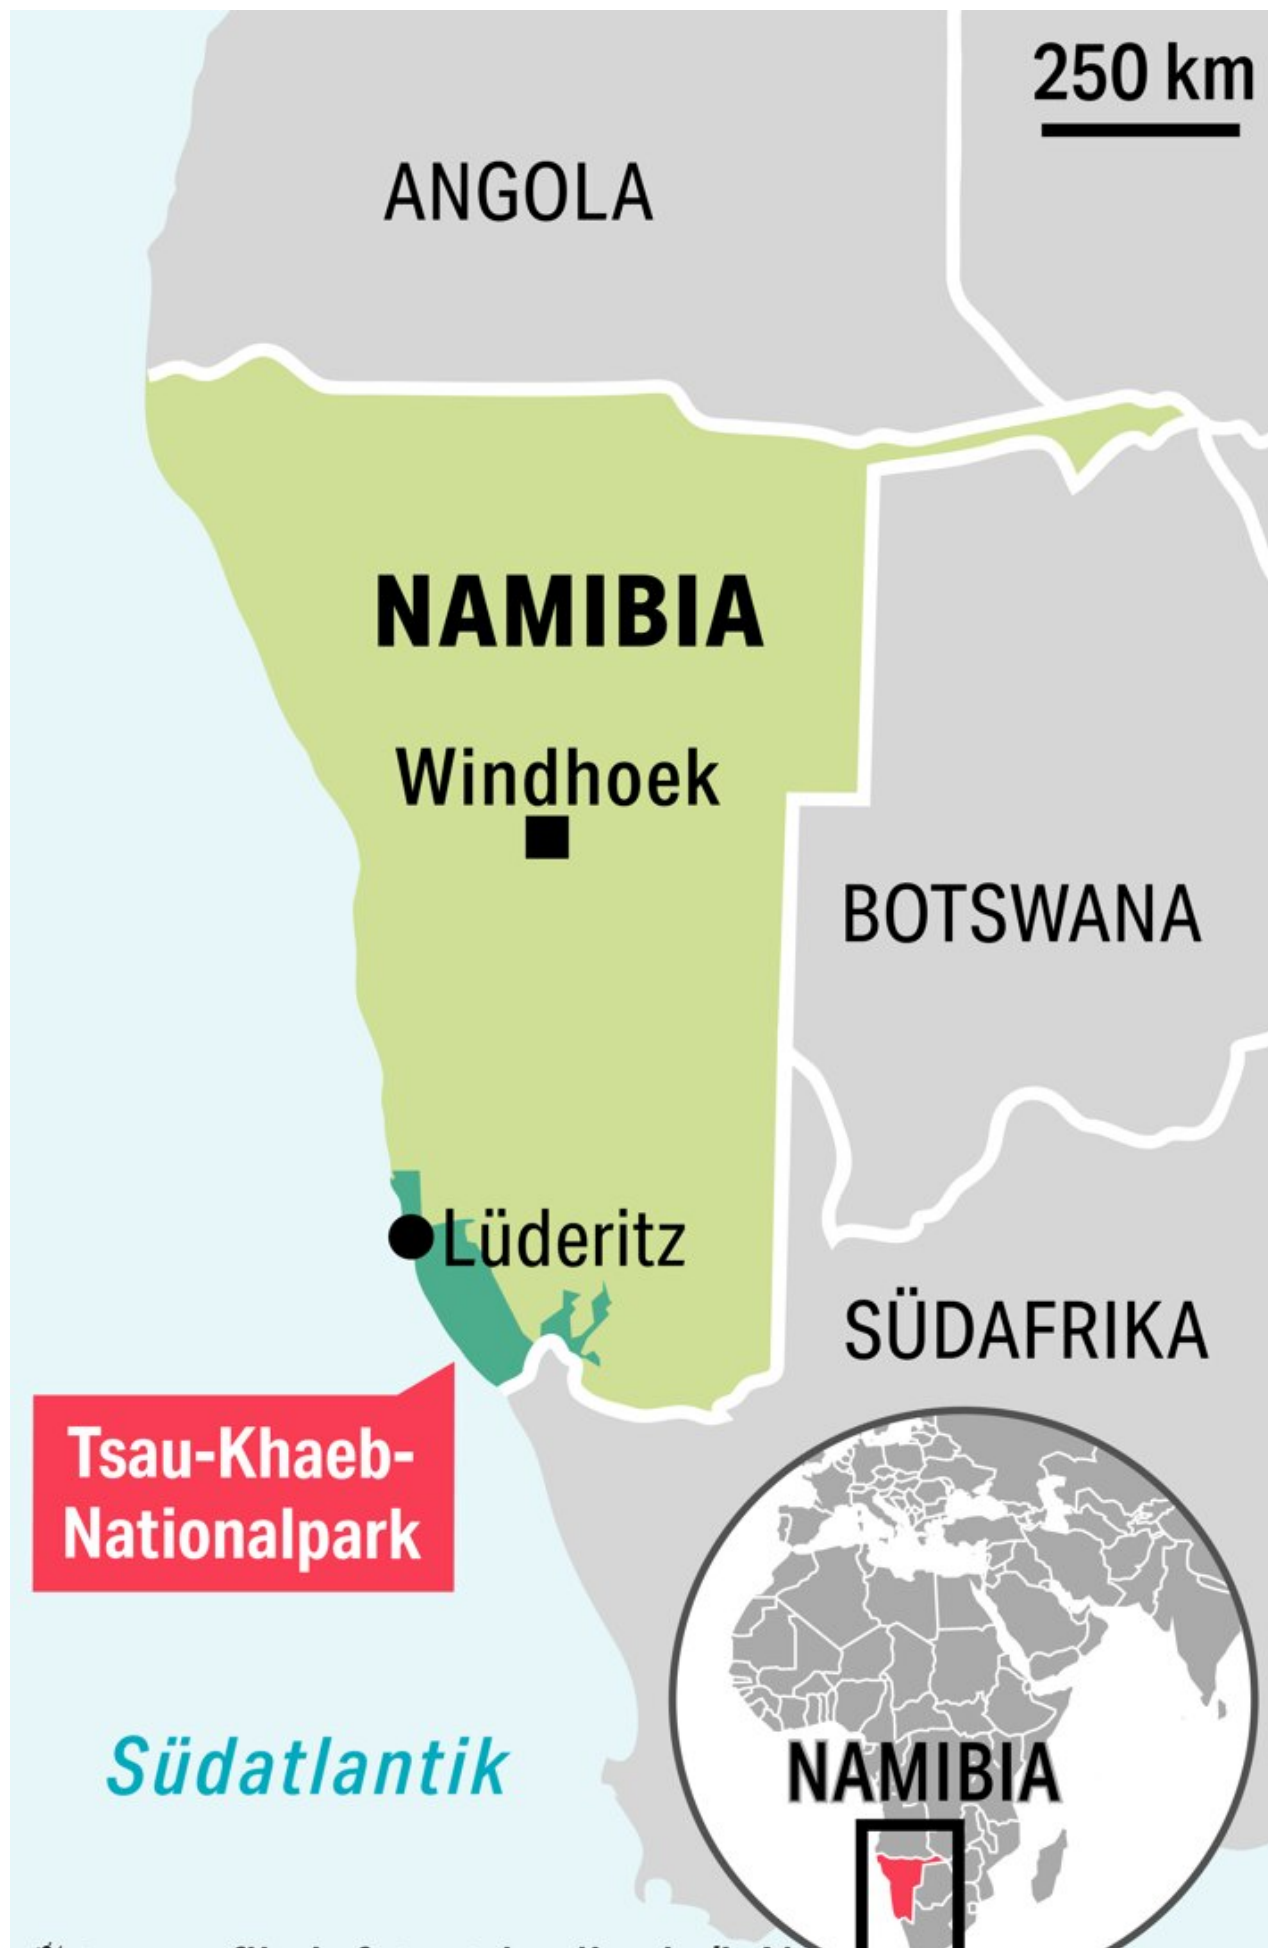 250 km
ANGOLA
NAMIBIA
Windhoek
BOTSWANA
Lüderitz
SÜDAFRIKA
Tsau-Khaeb-
Nationalpark
Südatlantik
NAMIBIA